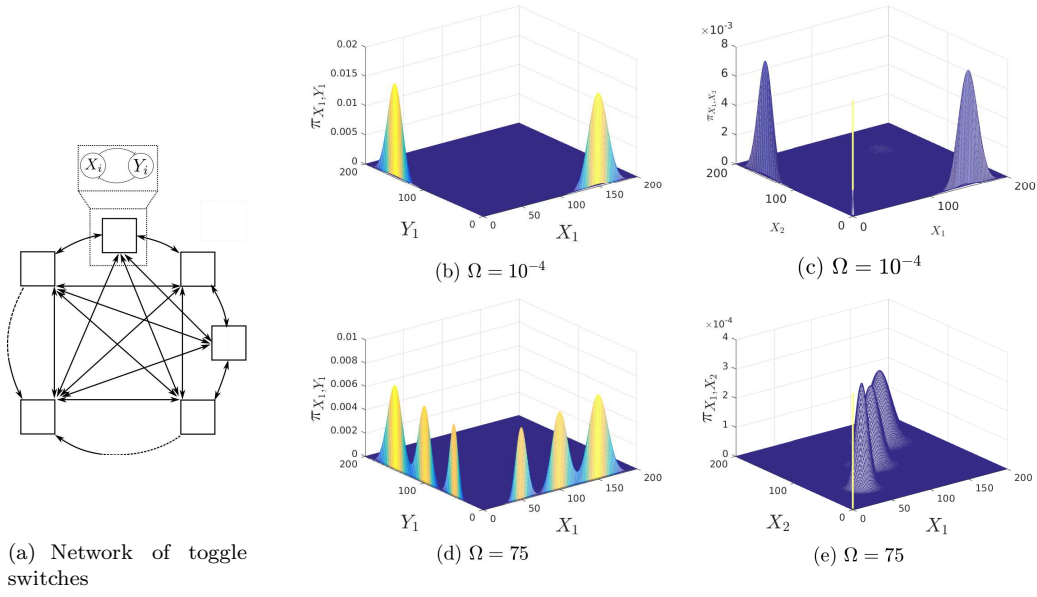 X_i Y_i
(a) Network of toggle
switches
0.02
0.015
0.01
0.005
0
200
100
0
0
50
100
150
200
π_{X_1,Y_1}
Y_1
X_1
(b) Ω = 10^{-4}
×10^{-3}
8
6
4
2
0
200
100
0
0
100
200
π_{X_1,X_2}
X_2
X_1
(c) Ω = 10^{-4}
0.01
0.008
0.006
0.004
0.002
0
200
100
0
0
50
100
150
200
π_{X_1,Y_1}
Y_1
X_1
(d) Ω = 75
×10^{-4}
4
3
2
1
0
200
100
0
0
50
100
150
200
π_{X_1,X_2}
X_2
X_1
(e) Ω = 75